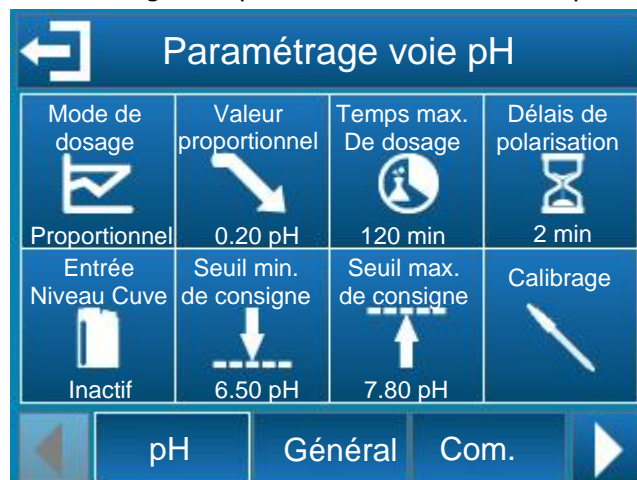 Paramétrage voie pH
Mode de
dosage
Proportionnel
Valeur
proportionnel
0.20 pH
Temps max.
De dosage
120 min
Délais de
polarisation
2 min
Entrée
Niveau Cuve
Inactif
Seuil min.
de consigne
6.50 pH
Seuil max.
de consigne
7.80 pH
Calibrage
pH
Général
Com.